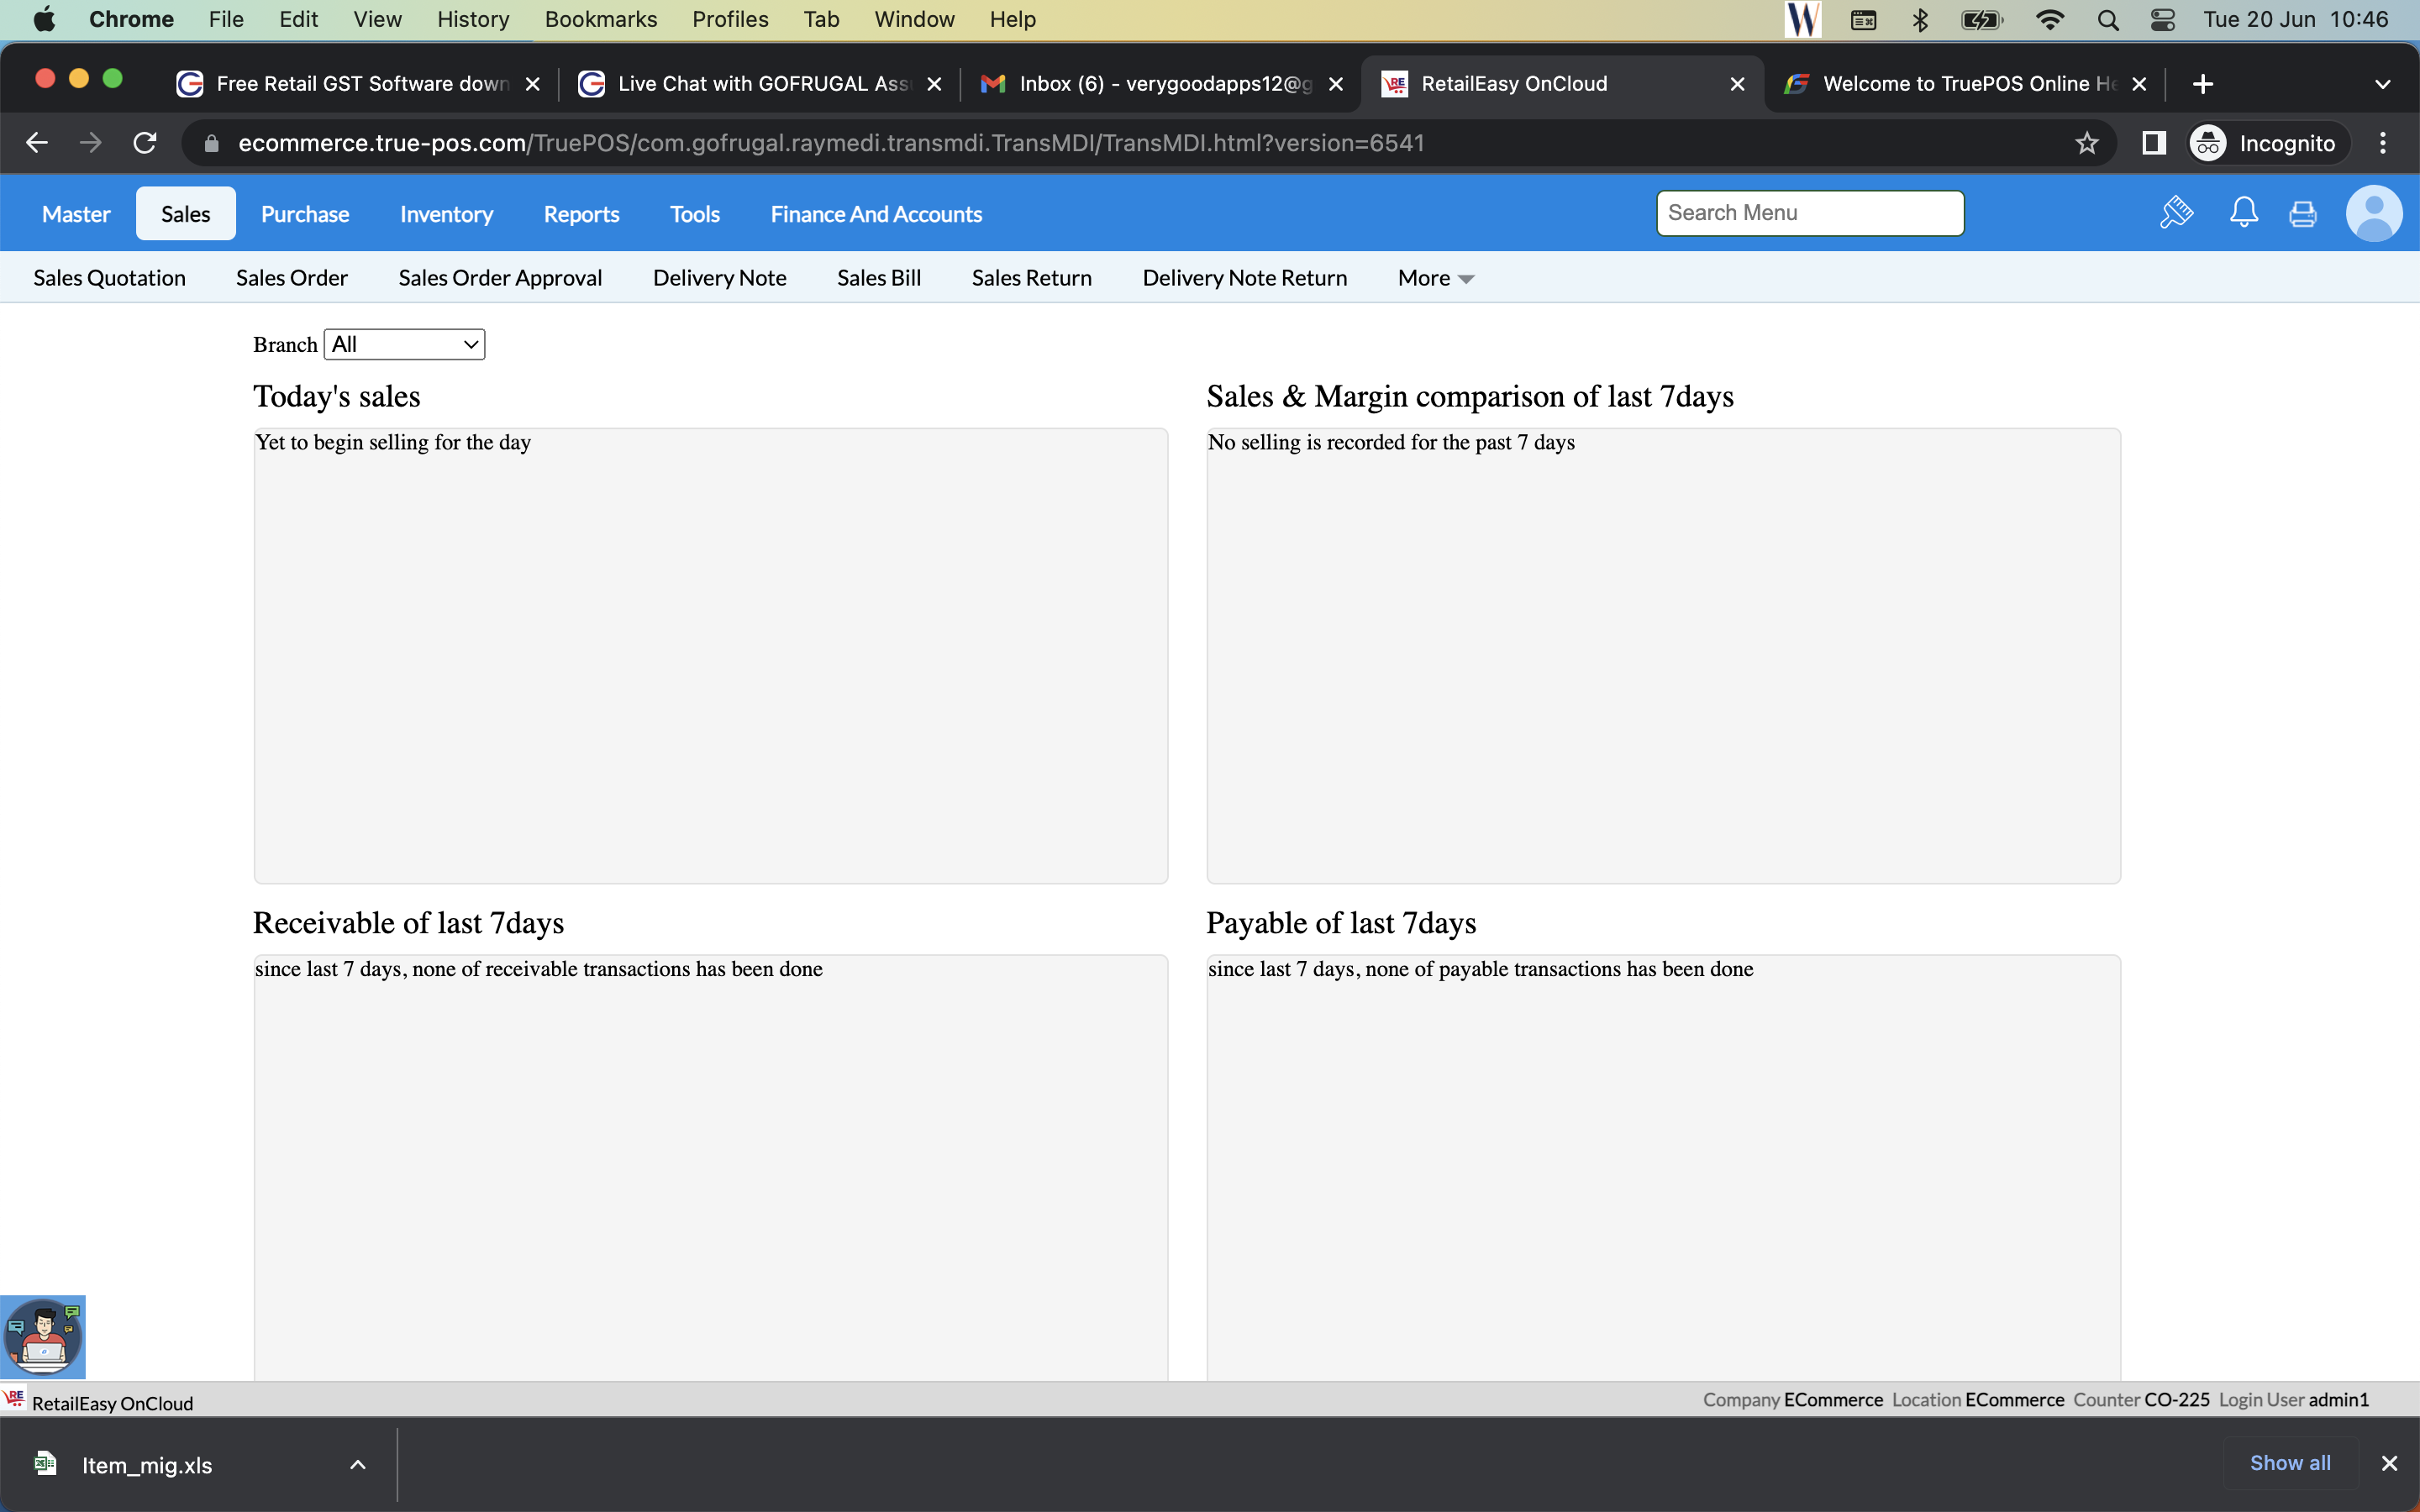 Chrome File Edit View History Bookmarks Profiles Tab Window Help Tue 20 Jun 10:46
Free Retail GST Software down Live Chat with GOFRUGAL Ass Inbox (6) - verygoodapps12@g RetailEasy OnCloud Welcome to TruePOS Online He
ecommerce.true-pos.com/TruePOS/com.gofrugal.raymedi.transmdi.TransMDI/TransMDI.html?version=6541 Incognito
Master Sales Purchase Inventory Reports Tools Finance And Accounts Search Menu
Sales Quotation Sales Order Sales Order Approval Delivery Note Sales Bill Sales Return Delivery Note Return More
Branch All
Today's sales
Yet to begin selling for the day
Sales & Margin comparison of last 7days
No selling is recorded for the past 7 days
Receivable of last 7days
since last 7 days, none of receivable transactions has been done
Payable of last 7days
since last 7 days, none of payable transactions has been done
RE RetailEasy OnCloud Company ECommerce Location ECommerce Counter CO-225 Login User admin1
Item_mig.xls Show all